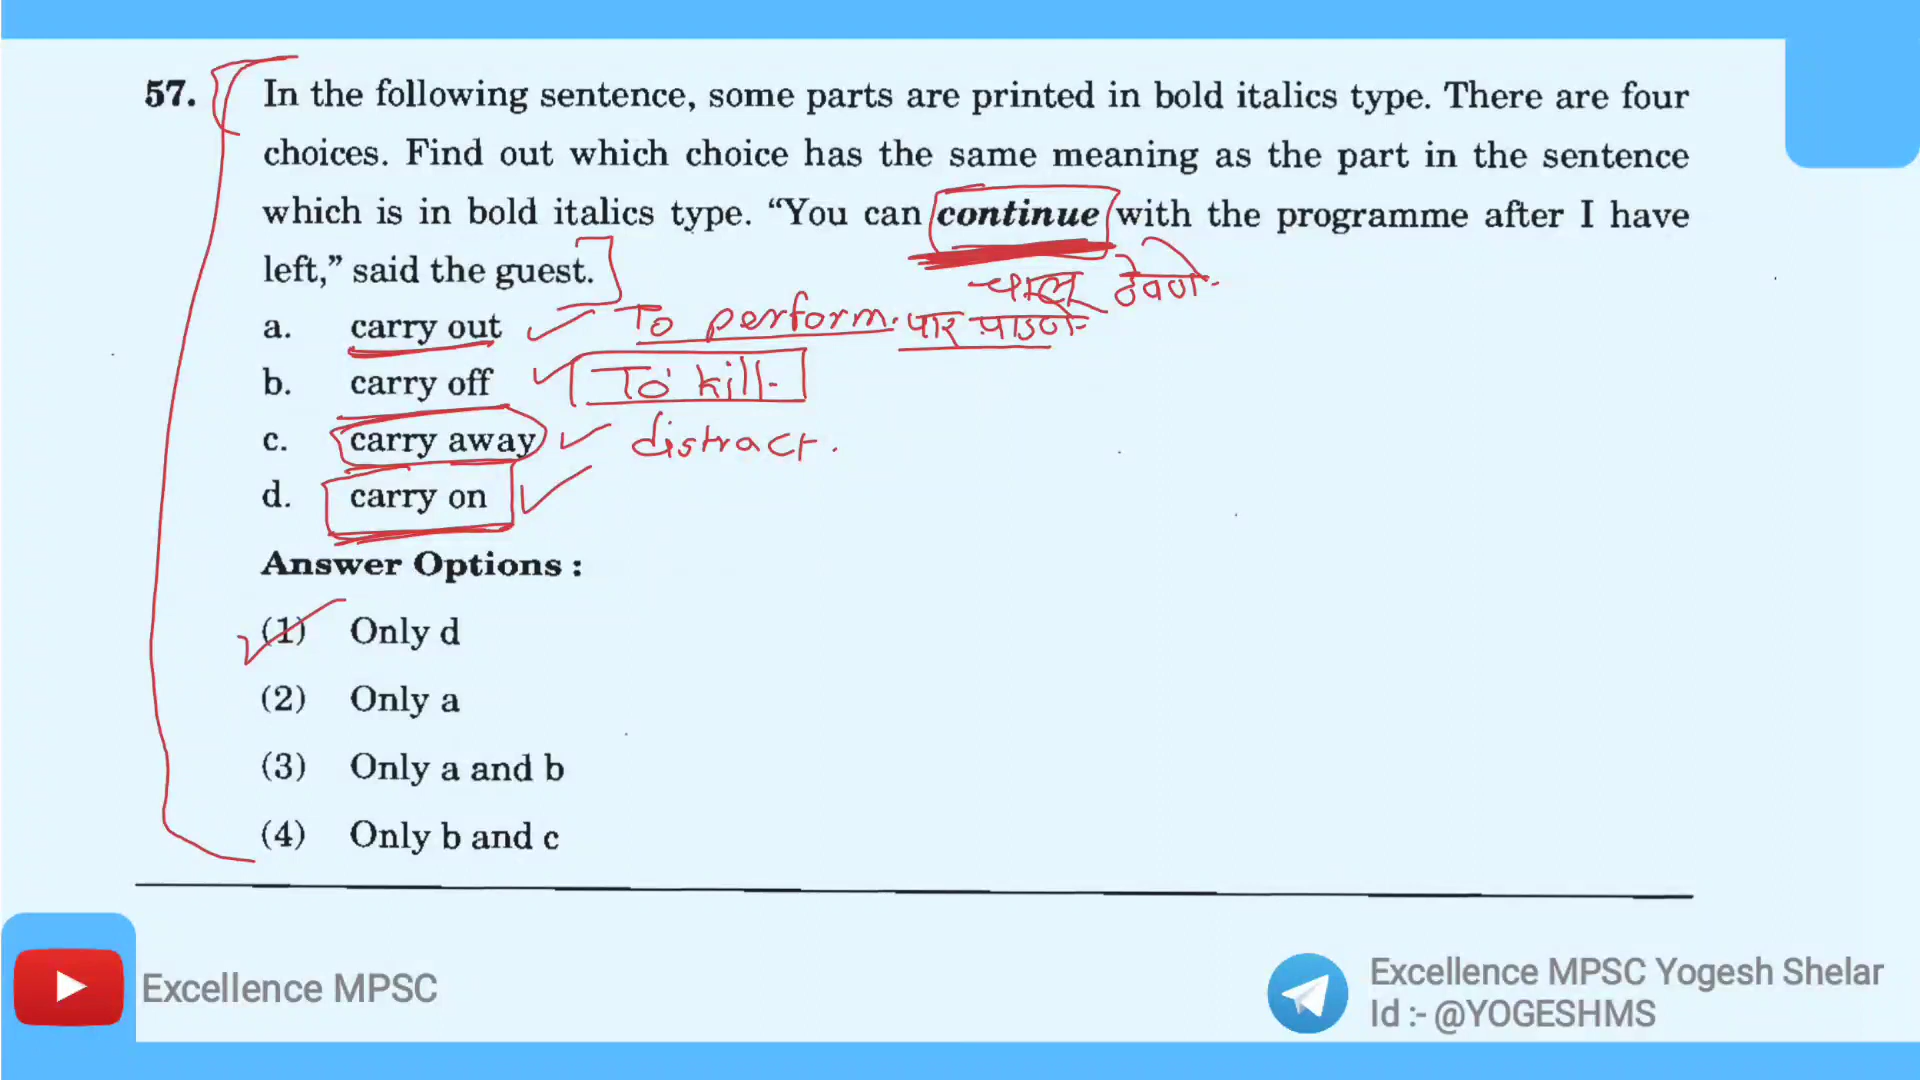 57. In the following sentence, some parts are printed in bold italics type. There are four
choices. Find out which choice has the same meaning as the part in the sentence
which is in bold italics type. “You can continue with the programme after I have
left,” said the guest.
चालू ठेवणे.
a. carry out To perform. पार पाडणे
b. carry off To kill.
c. carry away distract.
d. carry on
Answer Options :
(1) Only d
(2) Only a
(3) Only a and b
(4) Only b and c
Excellence MPSC
Excellence MPSC Yogesh Shelar
Id :- @YOGESHMS